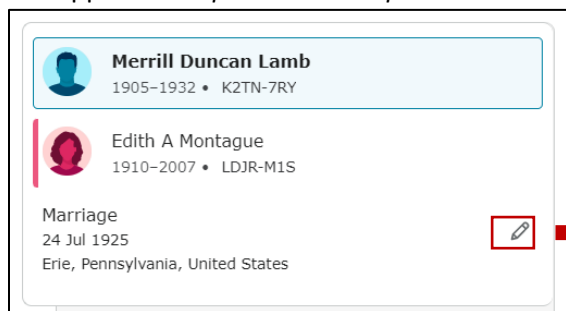 Merrill Duncan Lamb
1905–1932 • K2TN-7RY
Edith A Montague
1910–2007 • LDJR-M1S
Marriage
24 Jul 1925
Erie, Pennsylvania, United States